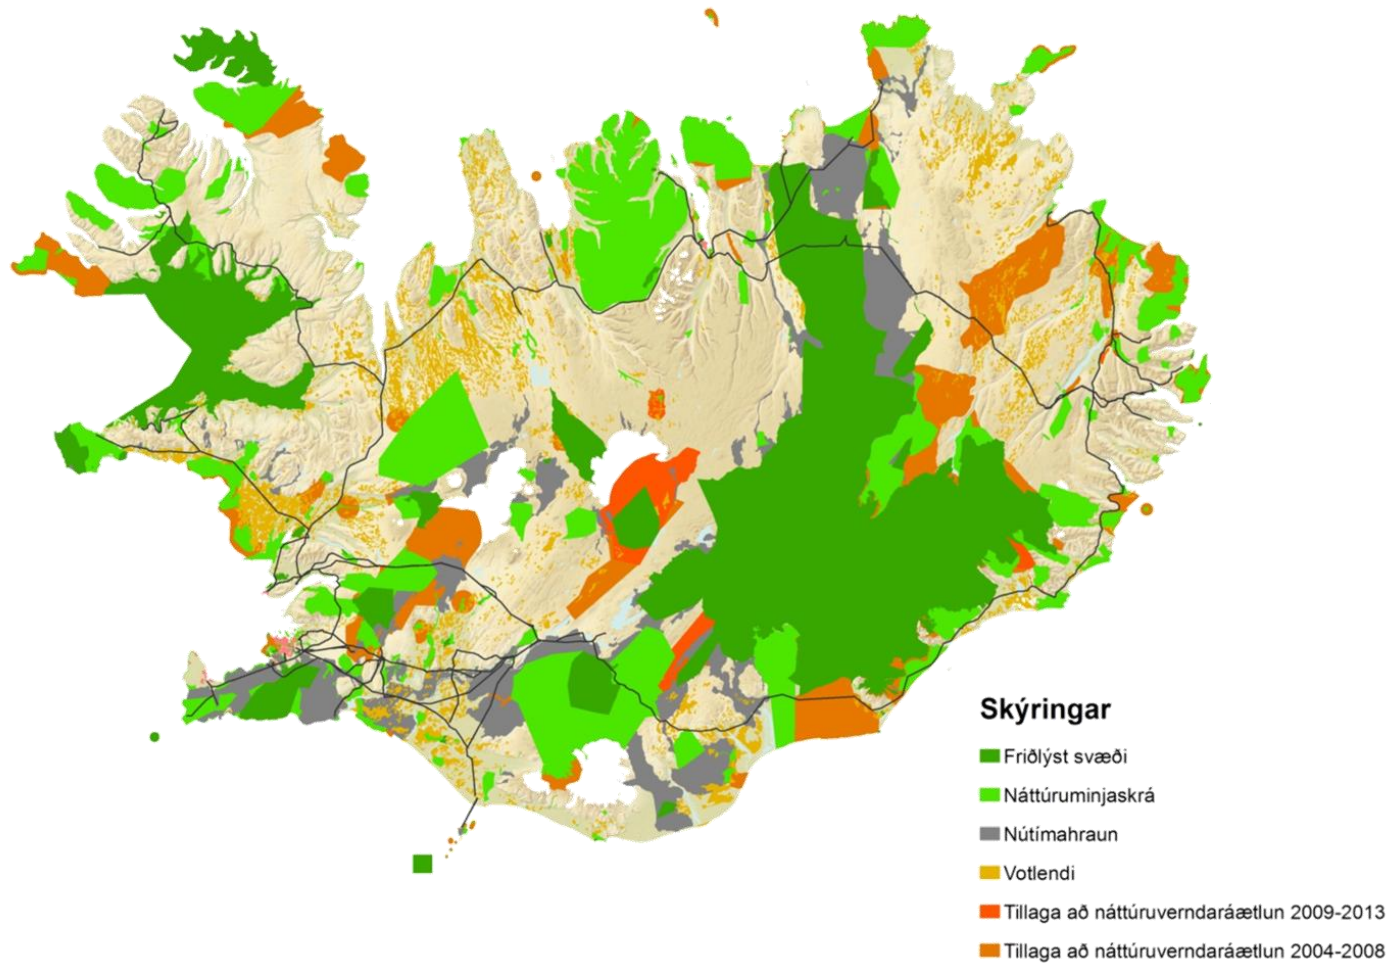 Skýringar
Friðlýst svæði
Náttúruminjaskrá
Nútímahraun
Votlendi
Tillaga að náttúruverndaráætlun 2009-2013
Tillaga að náttúruverndaráætlun 2004-2008